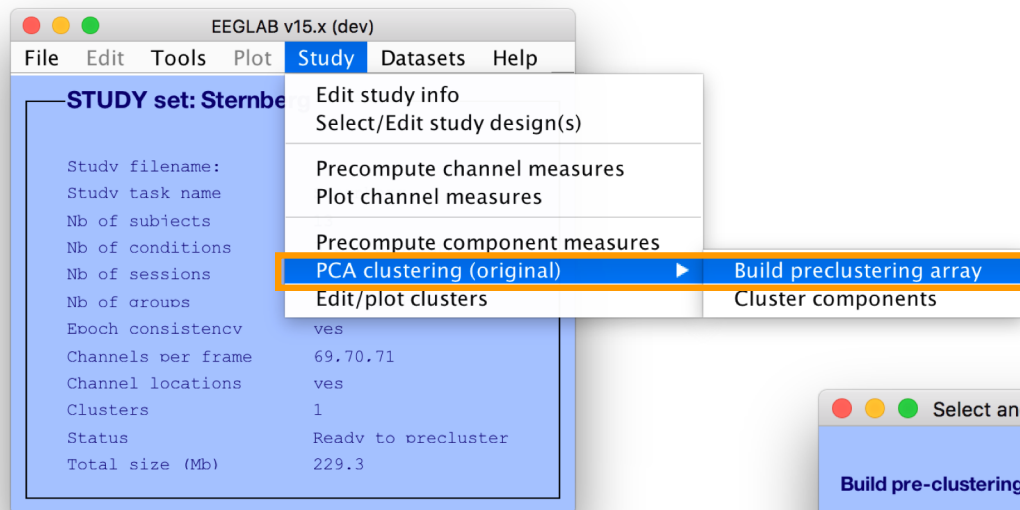 EEGLAB v15.x (dev)
File Edit Tools Plot Study Datasets Help
STUDY set: Sternberg
Edit study info
Select/Edit study design(s)
Precompute channel measures
Plot channel measures
Precompute component measures
PCA clustering (original)
Edit/plot clusters
Build preclustering array
Cluster components
Study filename:
Study task name
Nb of subjects
Nb of conditions
Nb of sessions
Nb of groups
Epoch consistency yes
Channels per frame 69,70,71
Channel locations yes
Clusters 1
Status Ready to precluster
Total size (Mb) 229.3
Select an
Build pre-clustering